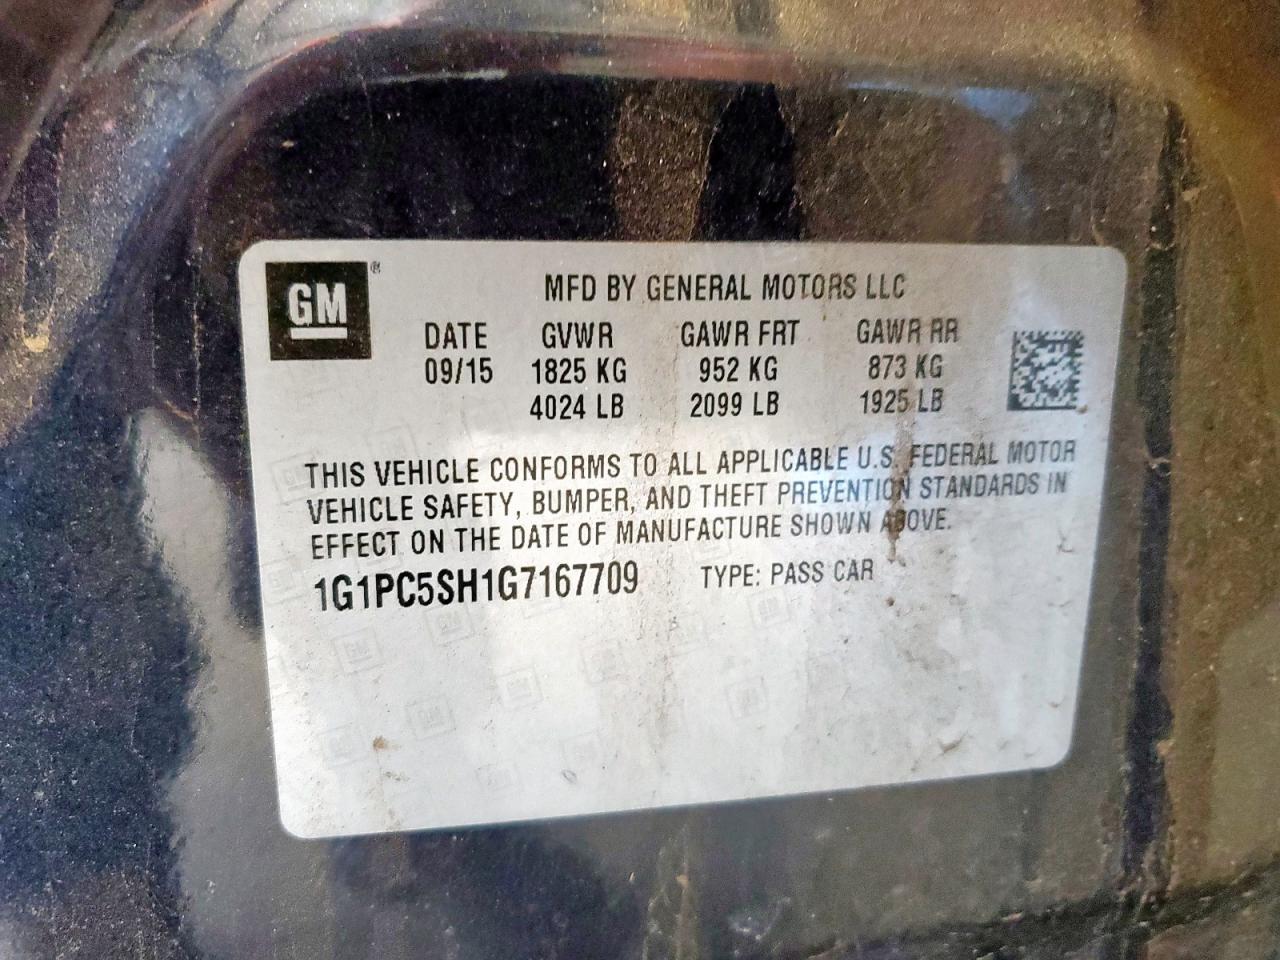 GM ®
MFD BY GENERAL MOTORS LLC
DATE GVWR GAWR FRT GAWR RR
09/15 1825 KG 952 KG 873 KG
4024 LB 2099 LB 1925 LB
THIS VEHICLE CONFORMS TO ALL APPLICABLE U.S. FEDERAL MOTOR
VEHICLE SAFETY, BUMPER, AND THEFT PREVENTION STANDARDS IN
EFFECT ON THE DATE OF MANUFACTURE SHOWN ABOVE.
1G1PC5SH1G7167709 TYPE: PASS CAR